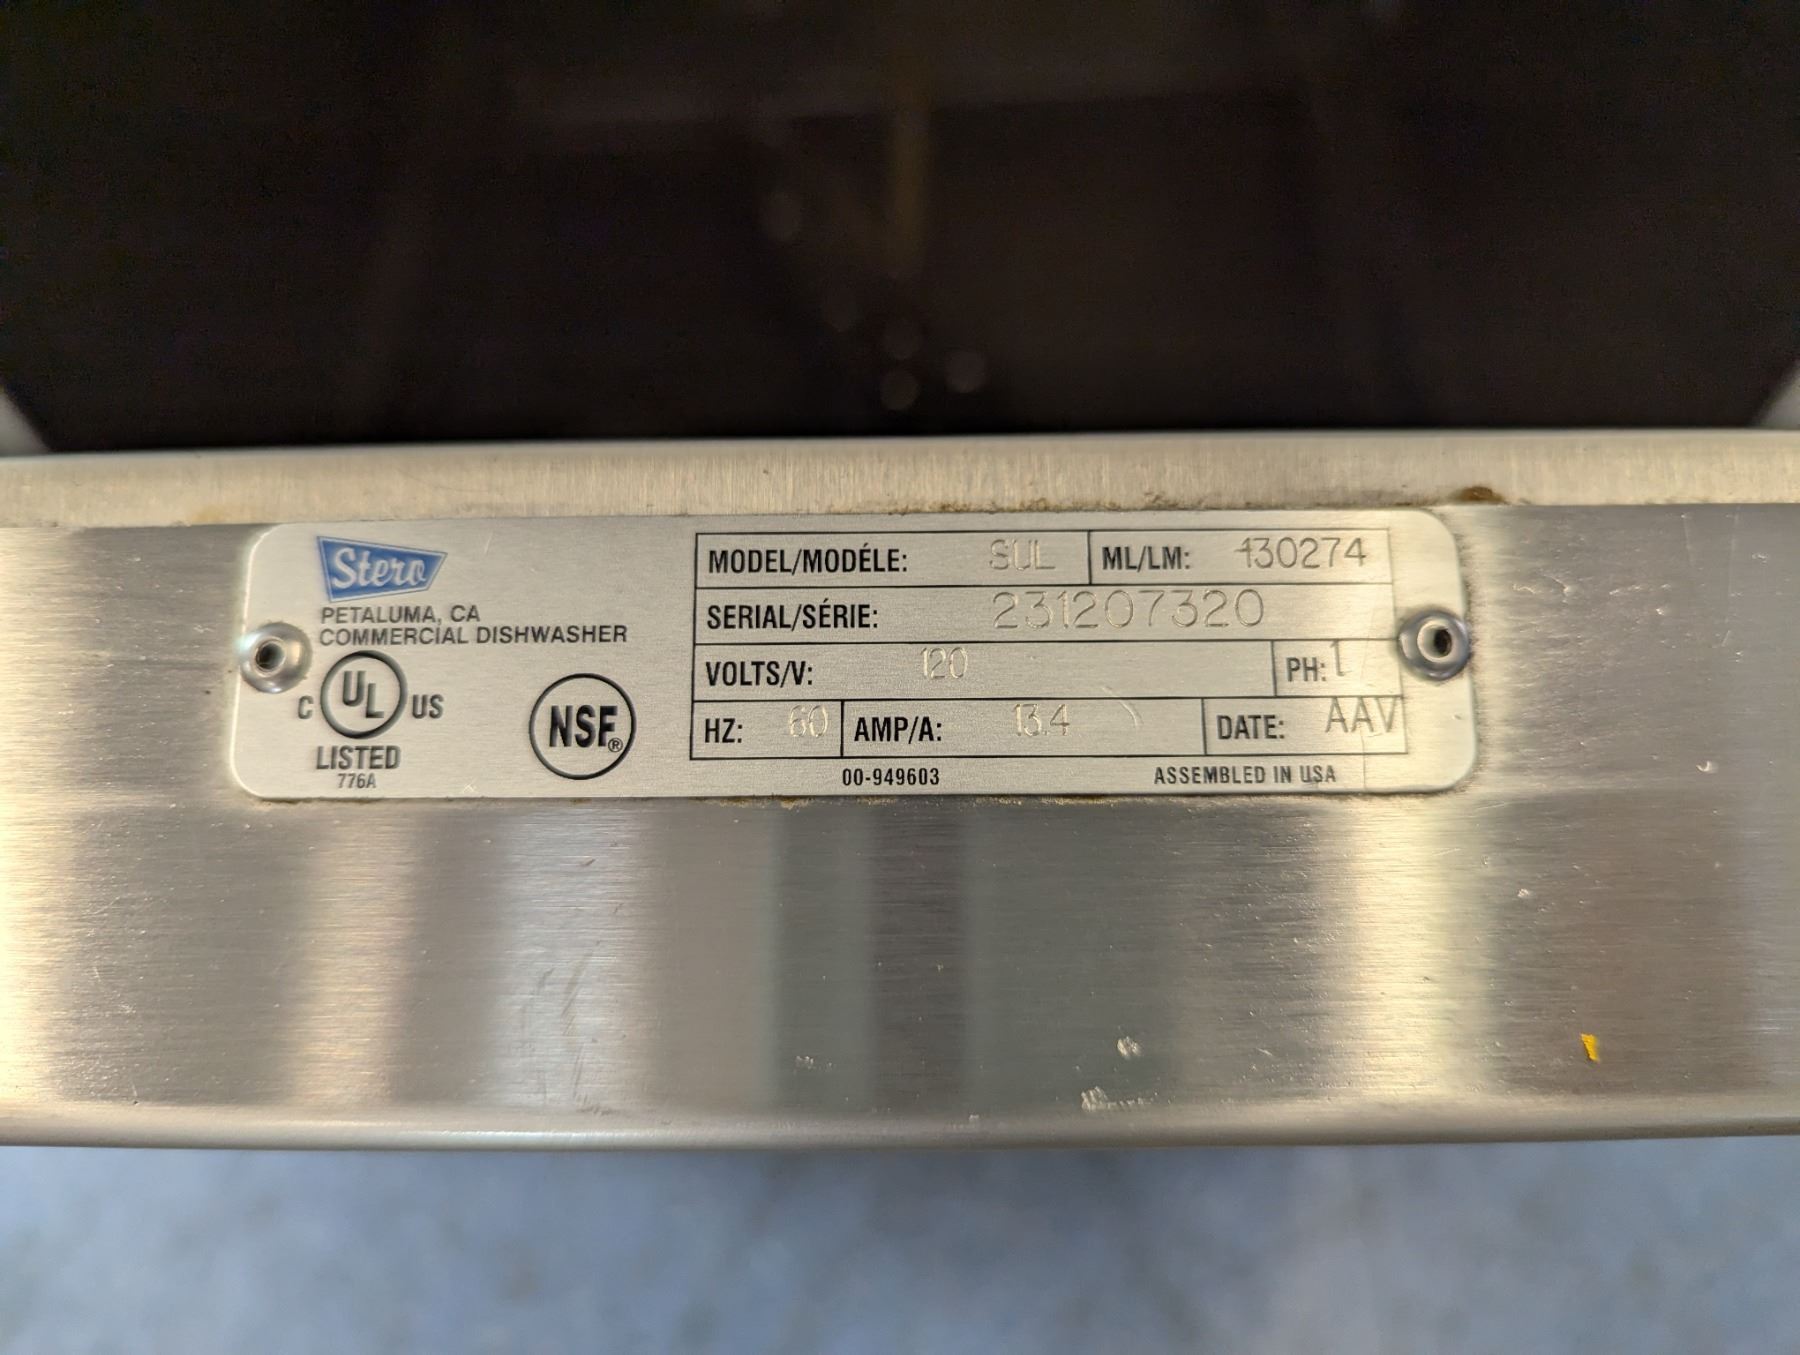 Stero
PETALUMA, CA
COMMERCIAL DISHWASHER
C UL US
LISTED
776A
NSF®
MODEL/MODÉLE: SUL ML/LM: 130274
SERIAL/SÉRIE: 231207320
VOLTS/V: 120 PH: 1
HZ: 60 AMP/A: 13.4 DATE: AAV
00-949603 ASSEMBLED IN USA